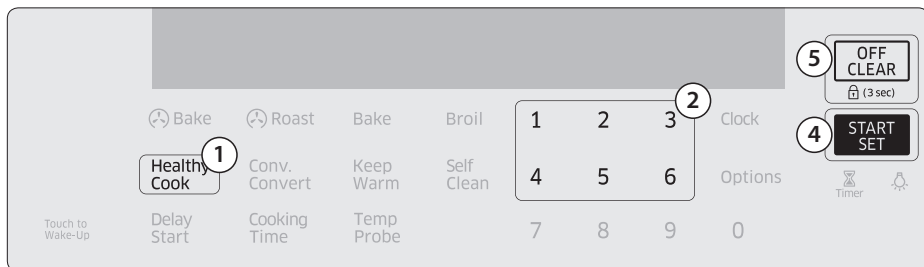 5 OFF
CLEAR
(3 sec)
Bake Roast Bake Broil 1 2 3 2 Clock 4 START
SET
1
Healthy Conv. Keep Self
Cook Convert Warm Clean 4 5 6 Options
Timer
Touch to Delay Cooking Temp
Wake-Up Start Time Probe 7 8 9 0